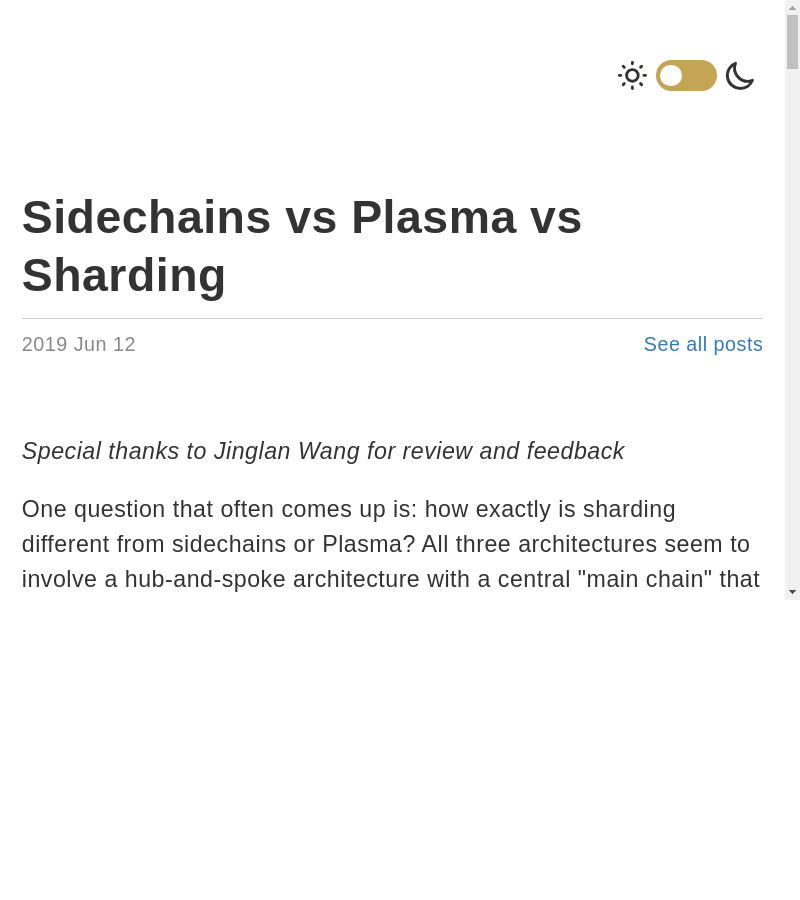 Sidechains vs Plasma vs
Sharding
2019 Jun 12
See all posts
Special thanks to Jinglan Wang for review and feedback
One question that often comes up is: how exactly is sharding
different from sidechains or Plasma? All three architectures seem to
involve a hub-and-spoke architecture with a central "main chain" that